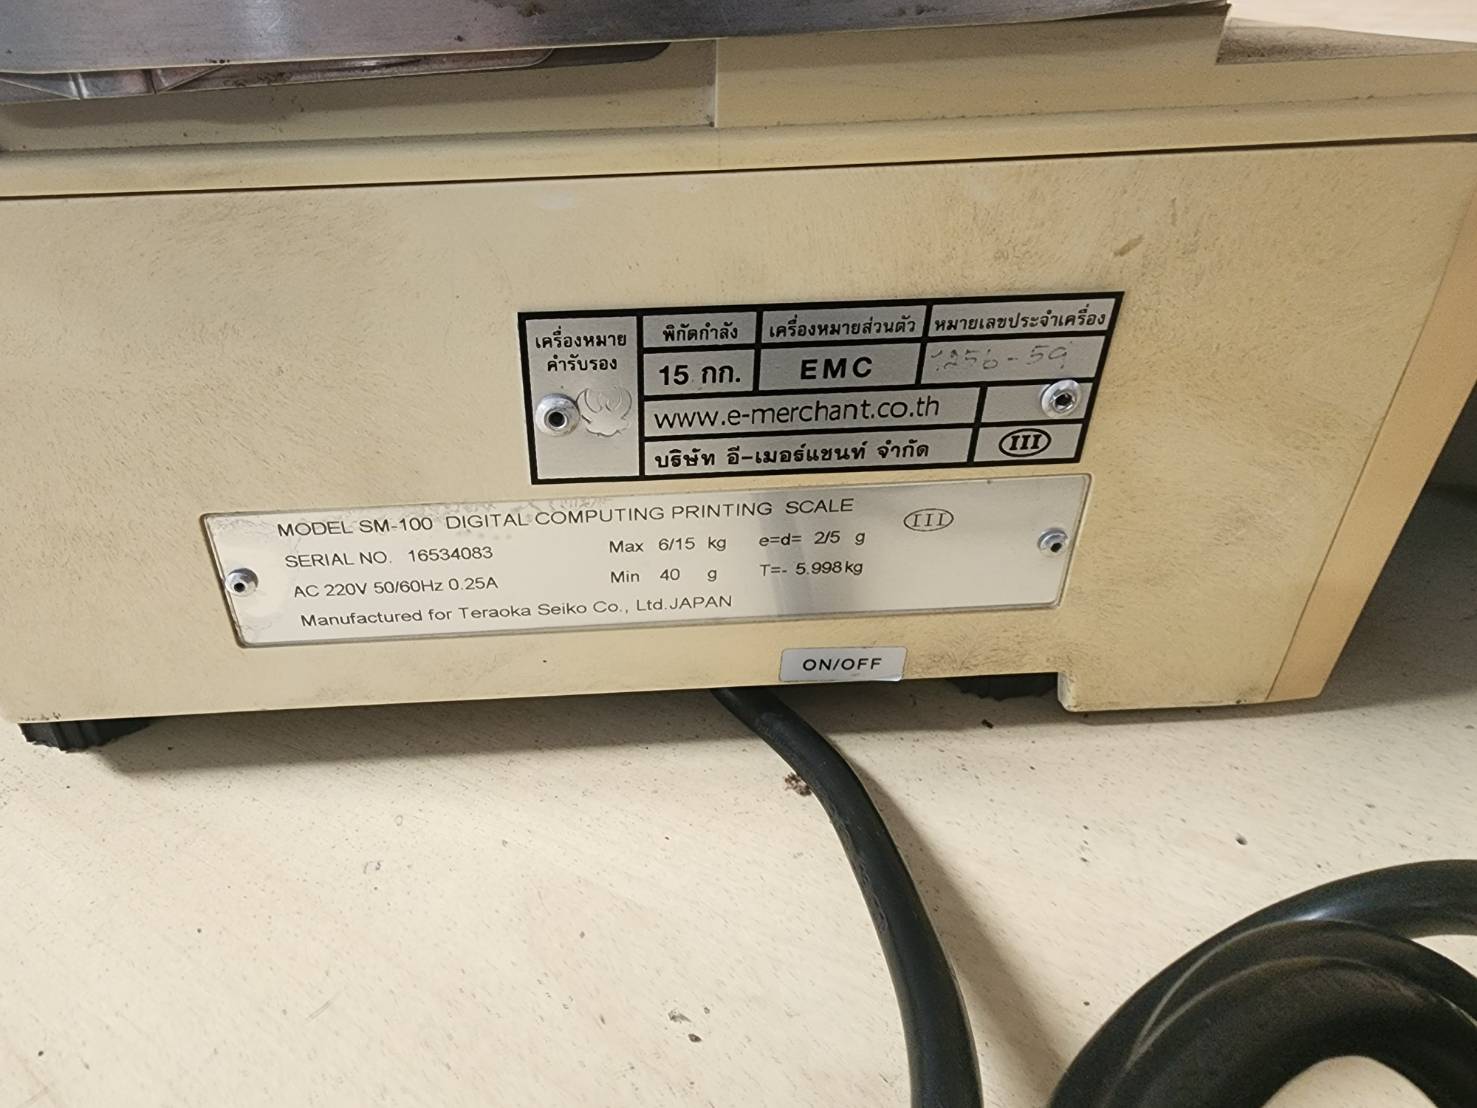 เครื่องหมาย
คำรับรอง
พิกัดกำลัง
15 กก.
เครื่องหมายส่วนตัว
EMC
หมายเลขประจำเครื่อง
www.e-merchant.co.th
บริษัท อี-เมอร์แชนท์ จำกัด
III
MODEL SM-100 DIGITAL COMPUTING PRINTING SCALE
III
SERIAL NO. 16534083 Max 6/15 kg e=d= 2/5 g
AC 220V 50/60Hz 0.25A Min 40 g T=- 5.998kg
Manufactured for Teraoka Seiko Co., Ltd.JAPAN
ON/OFF